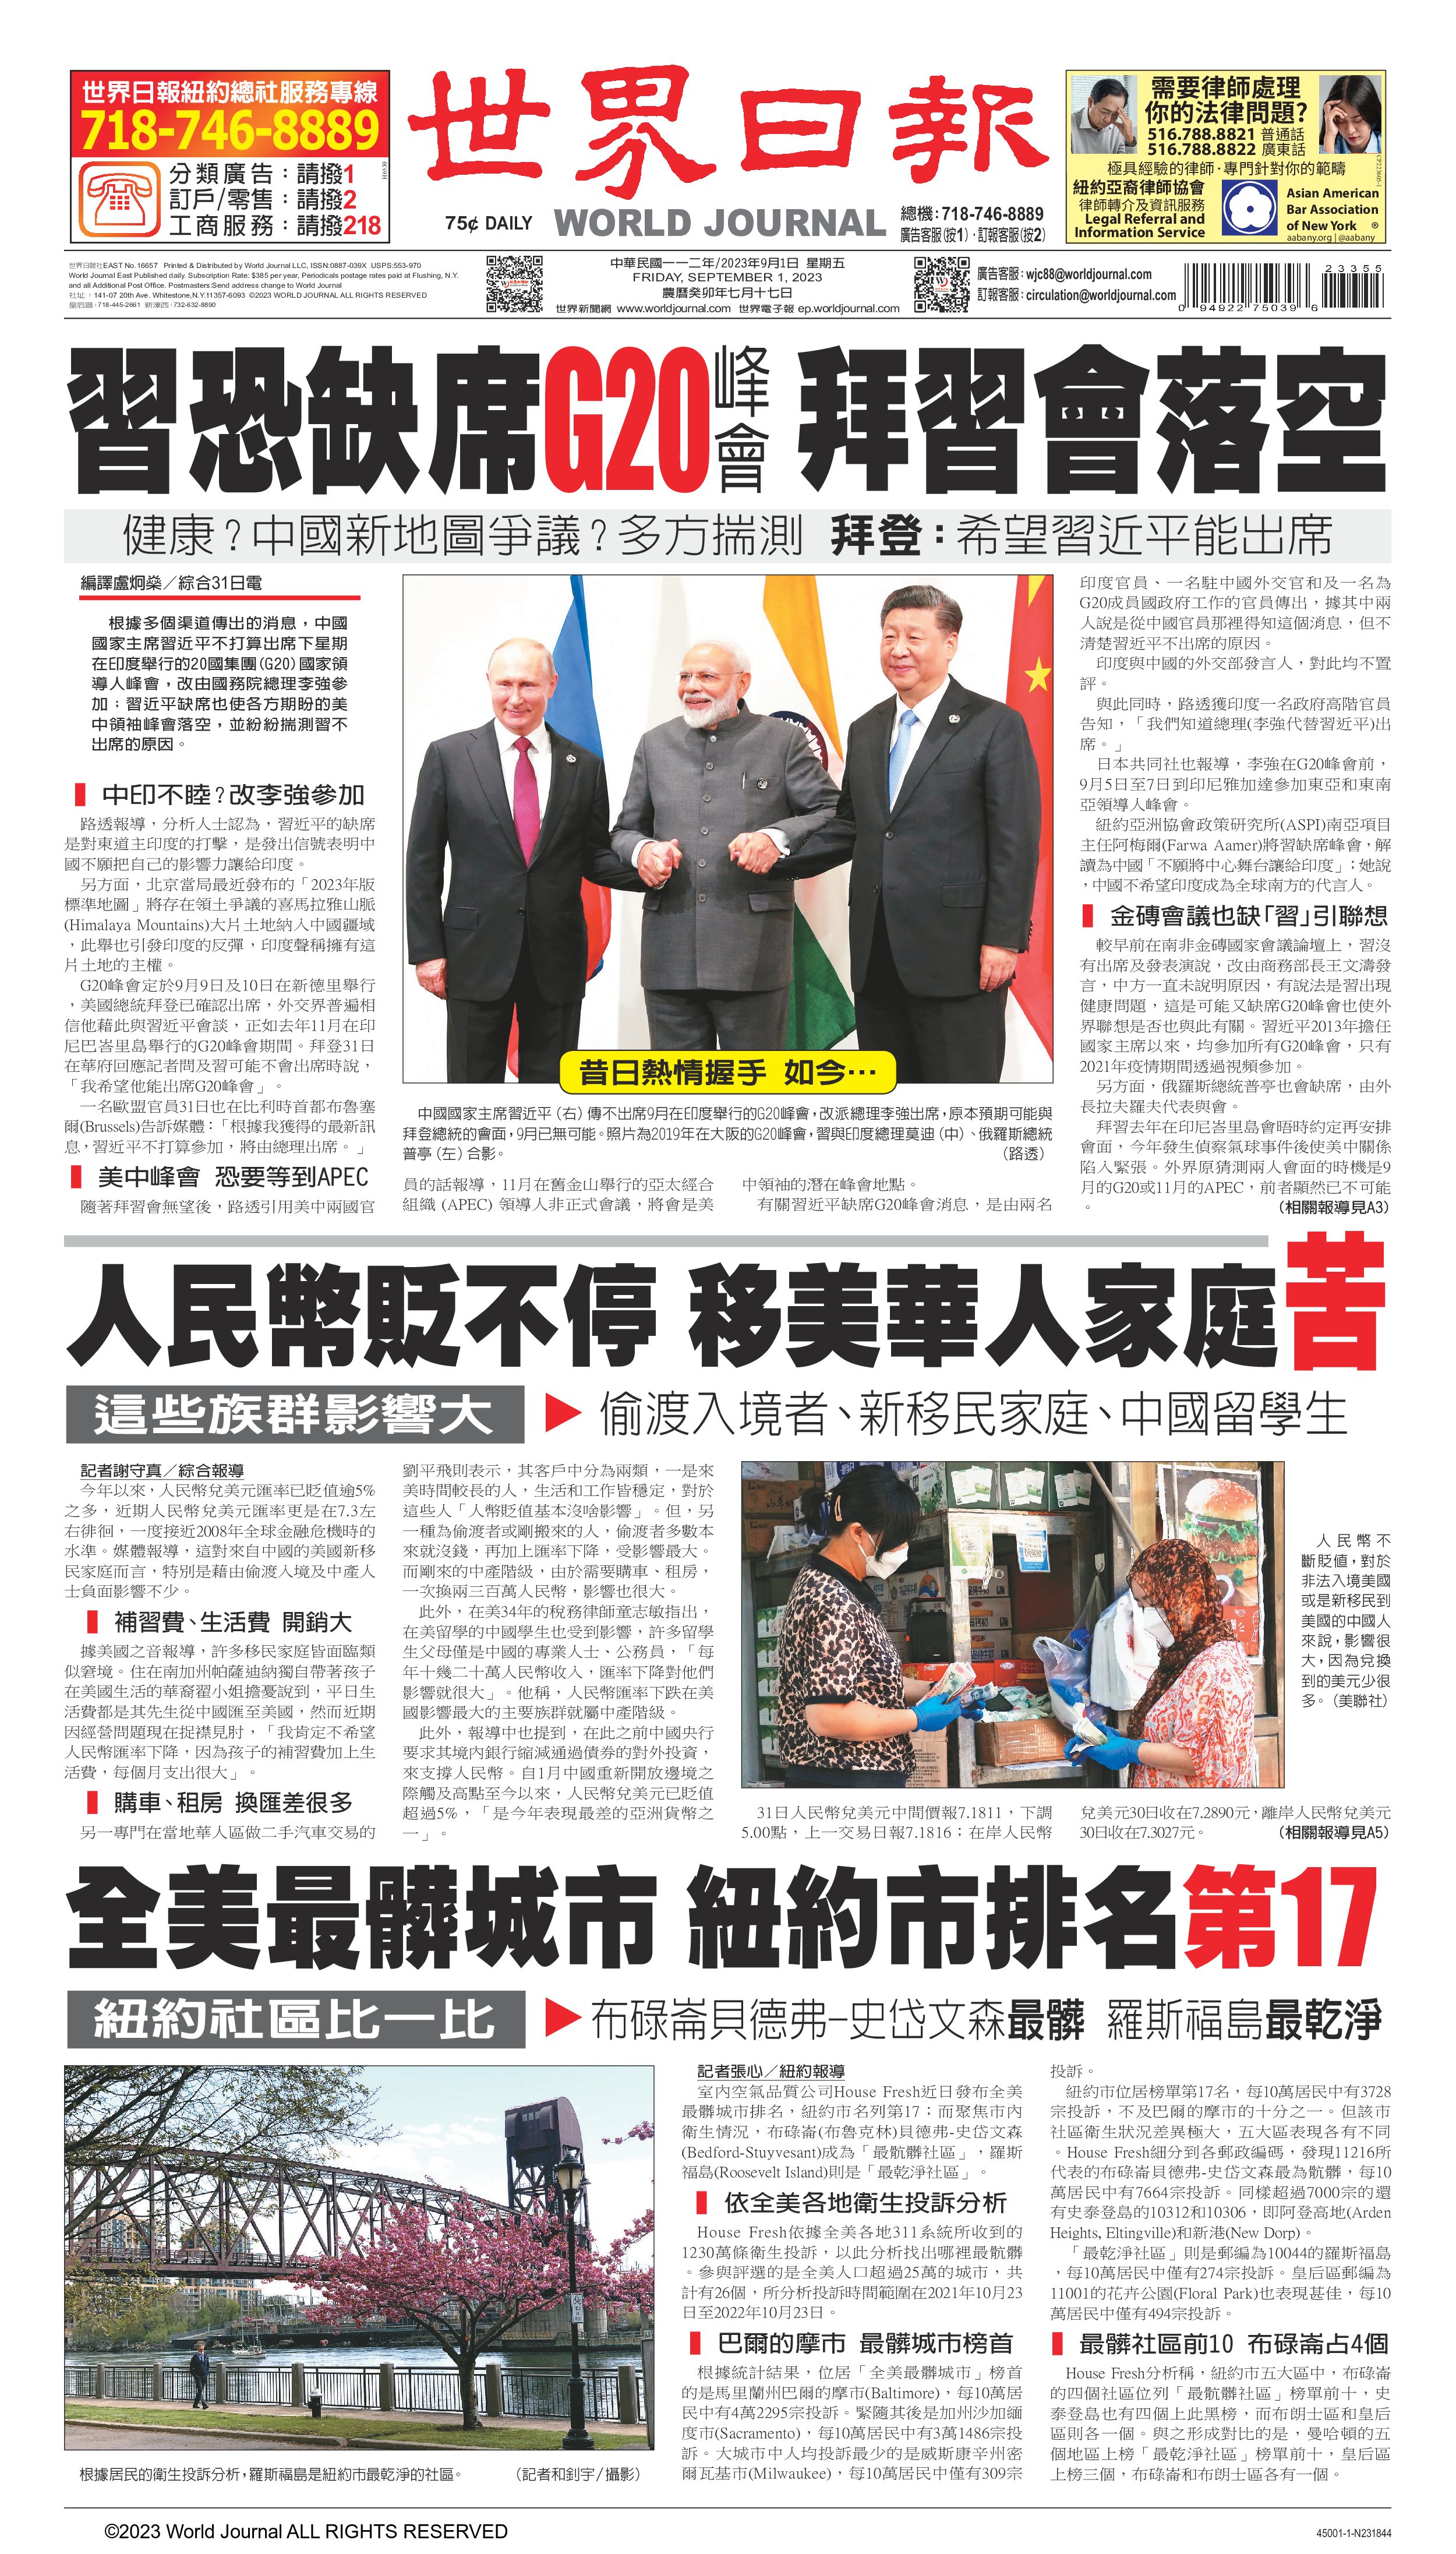 世界日報紐約總社服務專線
718-746-8889
分類廣告：請撥1
訂戶/零售：請撥2
工商服務：請撥218
H6530
世界日報
75¢ DAILY
WORLD JOURNAL
總機：718-746-8889
廣告客服(按1)．訂報客服(按2)
需要律師處理
你的法律問題?
516.788.8821 普通話
516.788.8822 廣東話
極具經驗的律師·專門針對你的範疇
紐約亞裔律師協會
律師轉介及資訊服務
Legal Referral and
Information Service
Asian American
Bar Association
of New York ®
aabany.org | @aabany
世界日報社EAST No.16657 Printed & Distributed by World Journal LLC, ISSN:0887-039X USPS:553-970
World Journal East Published daily. Subscription Rate: $385 per year, Periodicals postage rates paid at Flushing, N.Y.
and all Additional Post Office. Postmasters:Send address change to World Journal
社址：141-07 20th Ave. Whitestone,N.Y.11357-6093 ©2023 WORLD JOURNAL ALL RIGHTS RESERVED
皇后區：718-445-2661 新澤西：732-632-8890
中華民國一一二年/2023年9月1日 星期五
FRIDAY, SEPTEMBER 1, 2023
農曆癸卯年七月十七日
世界新聞網 www.worldjournal.com 世界電子報 ep.worldjournal.com
廣告客服：wjc88@worldjournal.com
訂報客服：circulation@worldjournal.com
23355
0 94922 75039 6
習恐缺席G20峰會 拜習會落空
健康？中國新地圖爭議？多方揣測 拜登：希望習近平能出席
編譯盧炯燊／綜合31日電
根據多個渠道傳出的消息，中國
國家主席習近平不打算出席下星期
在印度舉行的20國集團(G20)國家領
導人峰會，改由國務院總理李強參
加；習近平缺席也使各方期盼的美
中領袖峰會落空，並紛紛揣測習不
出席的原因。
中印不睦？改李強參加
路透報導，分析人士認為，習近平的缺席
是對東道主印度的打擊，是發出信號表明中
國不願把自己的影響力讓給印度。
另方面，北京當局最近發布的「2023年版
標準地圖」將存在領土爭議的喜馬拉雅山脈
(Himalaya Mountains)大片土地納入中國疆域
，此舉也引發印度的反彈，印度聲稱擁有這
片土地的主權。
G20峰會定於9月9日及10日在新德里舉行
，美國總統拜登已確認出席，外交界普遍相
信他藉此與習近平會談，正如去年11月在印
尼巴峇里島舉行的G20峰會期間。拜登31日
在華府回應記者問及習可能不會出席時說，
「我希望他能出席G20峰會」。
一名歐盟官員31日也在比利時首都布魯塞
爾(Brussels)告訴媒體：「根據我獲得的最新訊
息，習近平不打算參加，將由總理出席。」
美中峰會 恐要等到APEC
隨著拜習會無望後，路透引用美中兩國官
昔日熱情握手 如今…
中國國家主席習近平（右）傳不出席9月在印度舉行的G20峰會，改派總理李強出席，原本預期可能與
拜登總統的會面，9月已無可能。照片為2019年在大阪的G20峰會，習與印度總理莫迪（中）、俄羅斯總統
普亭（左）合影。 （路透）
員的話報導，11月在舊金山舉行的亞太經合
組織 (APEC) 領導人非正式會議，將會是美
中領袖的潛在峰會地點。
有關習近平缺席G20峰會消息，是由兩名
印度官員、一名駐中國外交官和及一名為
G20成員國政府工作的官員傳出，據其中兩
人說是從中國官員那裡得知這個消息，但不
清楚習近平不出席的原因。
印度與中國的外交部發言人，對此均不置
評。
與此同時，路透獲印度一名政府高階官員
告知，「我們知道總理(李強代替習近平)出
席。」
日本共同社也報導，李強在G20峰會前，
9月5日至7日到印尼雅加達參加東亞和東南
亞領導人峰會。
紐約亞洲協會政策研究所(ASPI)南亞項目
主任阿梅爾(Farwa Aamer)將習缺席峰會，解
讀為中國「不願將中心舞台讓給印度」；她說
，中國不希望印度成為全球南方的代言人。
金磚會議也缺「習」引聯想
較早前在南非金磚國家會議論壇上，習沒
有出席及發表演說，改由商務部長王文濤發
言，中方一直未說明原因，有說法是習出現
健康問題，這是可能又缺席G20峰會也使外
界聯想是否也與此有關。習近平2013年擔任
國家主席以來，均參加所有G20峰會，只有
2021年疫情期間透過視頻參加。
另方面，俄羅斯總統普亭也會缺席，由外
長拉夫羅夫代表與會。
拜習去年在印尼峇里島會晤時約定再安排
會面，今年發生偵察氣球事件後使美中關係
陷入緊張。外界原猜測兩人會面的時機是9
月的G20或11月的APEC，前者顯然已不可能
。 （相關報導見A3）
人民幣貶不停 移美華人家庭苦
這些族群影響大 ▶ 偷渡入境者、新移民家庭、中國留學生
記者謝守真／綜合報導
今年以來，人民幣兌美元匯率已貶值逾5%
之多，近期人民幣兌美元匯率更是在7.3左
右徘徊，一度接近2008年全球金融危機時的
水準。媒體報導，這對來自中國的美國新移
民家庭而言，特別是藉由偷渡入境及中產人
士負面影響不少。
補習費、生活費 開銷大
據美國之音報導，許多移民家庭皆面臨類
似窘境。住在南加州帕薩迪納獨自帶著孩子
在美國生活的華裔翟小姐擔憂說到，平日生
活費都是其先生從中國匯至美國，然而近期
因經營問題現在捉襟見肘，「我肯定不希望
人民幣匯率下降，因為孩子的補習費加上生
活費，每個月支出很大」。
購車、租房 換匯差很多
另一專門在當地華人區做二手汽車交易的
劉平飛則表示，其客戶中分為兩類，一是來
美時間較長的人，生活和工作皆穩定，對於
這些人「人幣貶值基本沒啥影響」。但，另
一種為偷渡者或剛搬來的人，偷渡者多數本
來就沒錢，再加上匯率下降，受影響最大。
而剛來的中產階級，由於需要購車、租房，
一次換兩三百萬人民幣，影響也很大。
此外，在美34年的稅務律師童志敏指出，
在美留學的中國學生也受到影響，許多留學
生父母僅是中國的專業人士、公務員，「每
年十幾二十萬人民幣收入，匯率下降對他們
影響就很大」。他稱，人民幣匯率下跌在美
國影響最大的主要族群就屬中產階級。
此外，報導中也提到，在此之前中國央行
要求其境內銀行縮減通過債券的對外投資，
來支撐人民幣。自1月中國重新開放邊境之
際觸及高點至今以來，人民幣兌美元已貶值
超過5%，「是今年表現最差的亞洲貨幣之
一」。
人民幣不
斷貶值，對於
非法入境美國
或是新移民到
美國的中國人
來說，影響很
大，因為兌換
到的美元少很
多。（美聯社）
31日人民幣兌美元中間價報7.1811，下調
5.00點，上一交易日報7.1816；在岸人民幣
兌美元30日收在7.2890元，離岸人民幣兌美元
30日收在7.3027元。 （相關報導見A5）
全美最髒城市 紐約市排名第17
紐約社區比一比 ▶ 布碌崙貝德弗-史岱文森最髒 羅斯福島最乾淨
根據居民的衛生投訴分析，羅斯福島是紐約市最乾淨的社區。 （記者和釗宇/攝影）
記者張心／紐約報導
室內空氣品質公司House Fresh近日發布全美
最髒城市排名，紐約市名列第17；而聚焦市內
衛生情況，布碌崙(布魯克林)貝德弗-史岱文森
(Bedford-Stuyvesant)成為「最骯髒社區」，羅斯
福島(Roosevelt Island)則是「最乾淨社區」。
依全美各地衛生投訴分析
House Fresh依據全美各地311系統所收到的
1230萬條衛生投訴，以此分析找出哪裡最骯髒
。參與評選的是全美人口超過25萬的城市，共
計有26個，所分析投訴時間範圍在2021年10月23
日至2022年10月23日。
巴爾的摩市 最髒城市榜首
根據統計結果，位居「全美最髒城市」榜首
的是馬里蘭州巴爾的摩市(Baltimore)，每10萬居
民中有4萬2295宗投訴。緊隨其後是加州沙加緬
度市(Sacramento)，每10萬居民中有3萬1486宗投
訴。大城市中人均投訴最少的是威斯康辛州密
爾瓦基市(Milwaukee)，每10萬居民中僅有309宗
投訴。
紐約市位居榜單第17名，每10萬居民中有3728
宗投訴，不及巴爾的摩市的十分之一。但該市
社區衛生狀況差異極大，五大區表現各有不同
。House Fresh細分到各郵政編碼，發現11216所
代表的布碌崙貝德弗-史岱文森最為骯髒，每10
萬居民中有7664宗投訴。同樣超過7000宗的還
有史泰登島的10312和10306，即阿登高地(Arden
Heights, Eltingville)和新港(New Dorp)。
「最乾淨社區」則是郵編為10044的羅斯福島
，每10萬居民中僅有274宗投訴。皇后區郵編為
11001的花卉公園(Floral Park)也表現甚佳，每10
萬居民中僅有494宗投訴。
最髒社區前10 布碌崙占4個
House Fresh分析稱，紐約市五大區中，布碌崙
的四個社區位列「最骯髒社區」榜單前十，史
泰登島也有四個上此黑榜，而布朗士區和皇后
區則各一個。與之形成對比的是，曼哈頓的五
個地區上榜「最乾淨社區」榜單前十，皇后區
上榜三個，布碌崙和布朗士區各有一個。
©2023 World Journal ALL RIGHTS RESERVED
45001-1-N231844